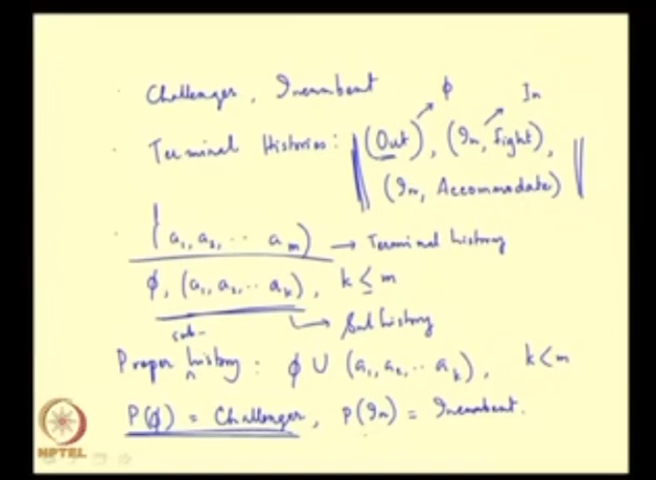 Challenger, Incumbent
ϕ In
Terminal Histories: (Out), (In, Fight),
(In, Accommodate)
(a₁, a₂, ... aₘ) → Terminal history
ϕ, (a₁, a₂, ... aₖ), k ≤ m
→ Sub history
sub-
Proper history: ϕ ∪ (a₁, a₂, ... aₖ), k < m
P(ϕ) = Challenger, P(In) = Incumbent.
NPTEL